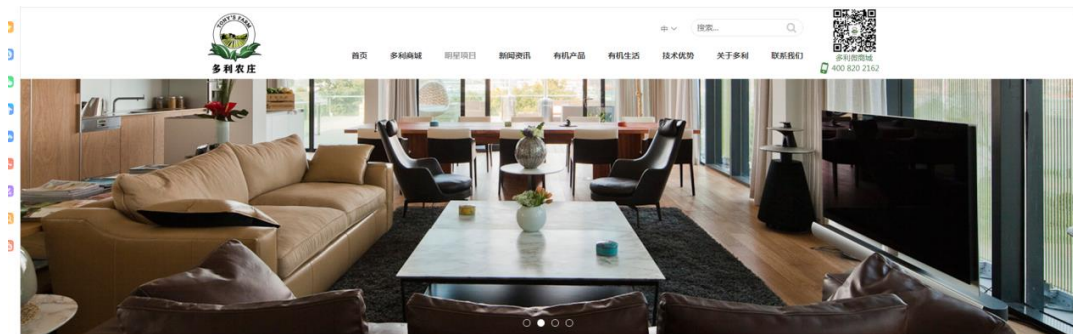 TONY'S FARM
多利农庄
中
搜索...
首页 多利商城 明星项目 新闻资讯 有机产品 有机生活 技术优势 关于多利 联系我们
多利微商城
400 820 2162